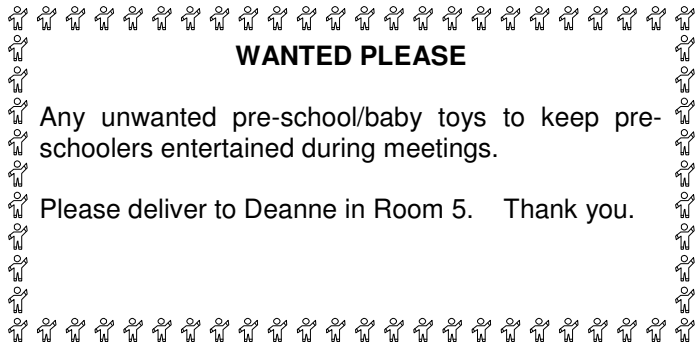 WANTED PLEASE
Any unwanted pre-school/baby toys to keep pre-
schoolers entertained during meetings.
Please deliver to Deanne in Room 5. Thank you.